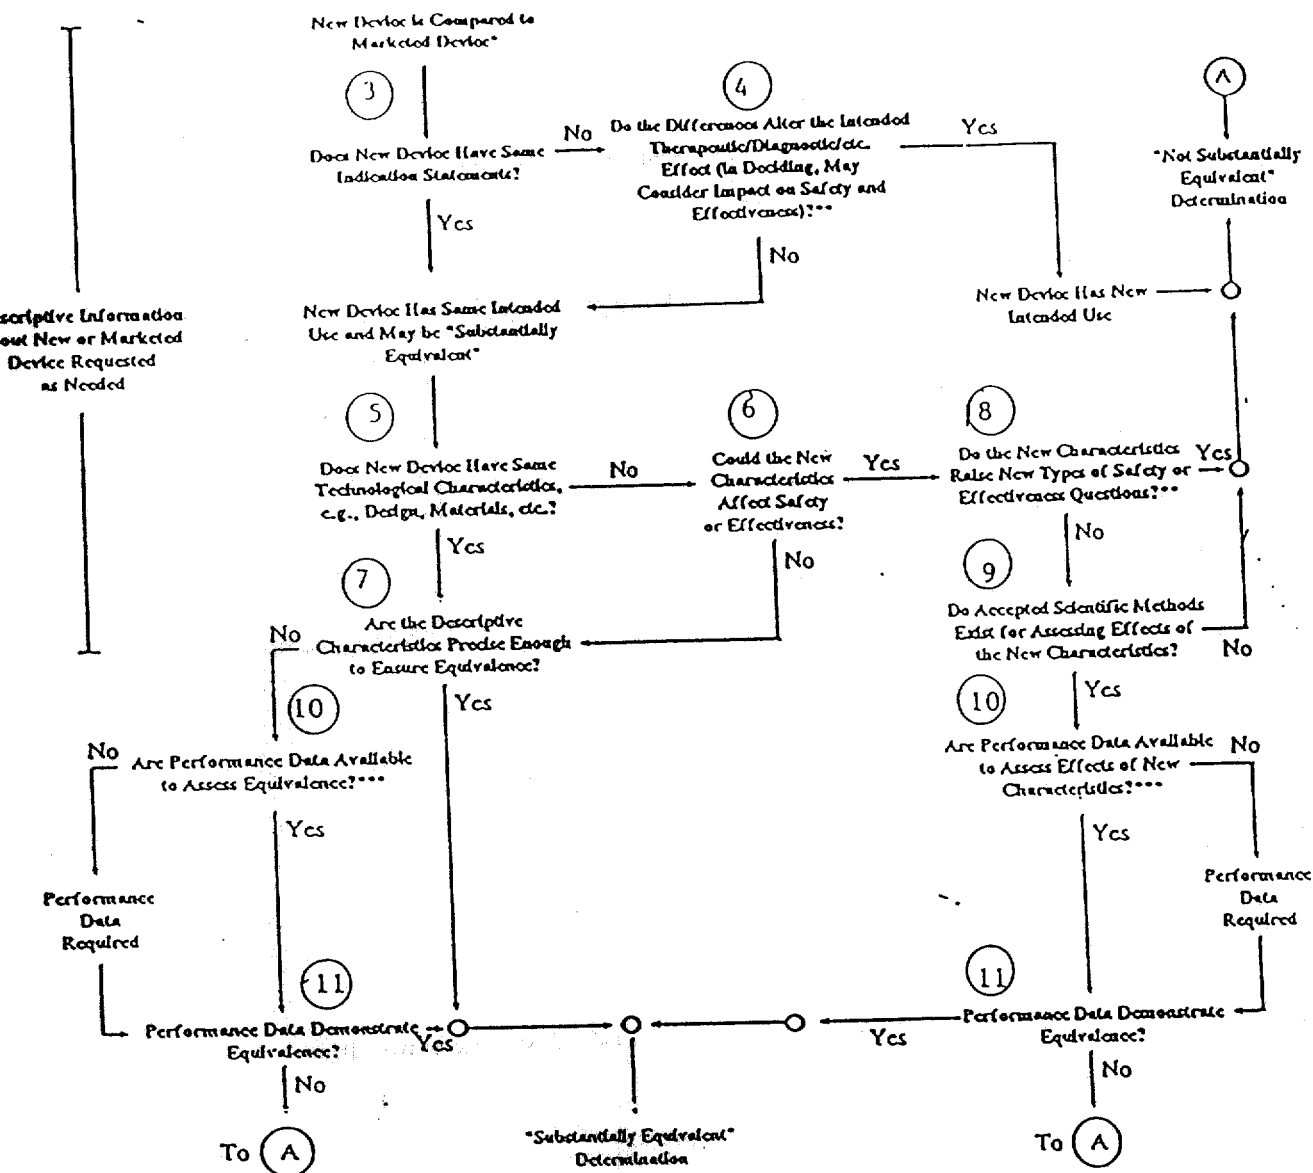 New Device is Compared to
Marketed Device*
3
4
A
Does New Device Have Same
Indication Statements?
No
Do the Differences Alter the Intended
Therapeutic/Diagnostic/etc.
Effect (in Deciding, May
Consider Impact on Safety and
Effectiveness)?**
Yes
"Not Substantially
Equivalent"
Determination
Yes
No
New Device Has Same Intended
Use and May be "Substantially
Equivalent"
New Device Has New
Intended Use
scriptive Information
out New or Marketed
Device Requested
as Needed
5
6
8
Does New Device Have Same
Technological Characteristics,
e.g., Design, Materials, etc.?
No
Could the New
Characteristics
Affect Safety
or Effectiveness?
Yes
Do the New Characteristics
Raise New Types of Safety or
Effectiveness Questions?**
Yes
Yes
No
No
7
9
Are the Descriptive
Characteristics Precise Enough
to Ensure Equivalence?
No
Do Accepted Scientific Methods
Exist for Assessing Effects of
the New Characteristics?
No
Yes
Yes
10
10
Are Performance Data Available
to Assess Equivalence?***
No
Are Performance Data Available
to Assess Effects of New
Characteristics?***
No
Yes
Yes
Performance
Data
Required
Performance
Data
Required
11
11
Performance Data Demonstrate
Equivalence?
Yes
Performance Data Demonstrate
Equivalence?
Yes
No
No
To A
"Substantially Equivalent"
Determination
To A